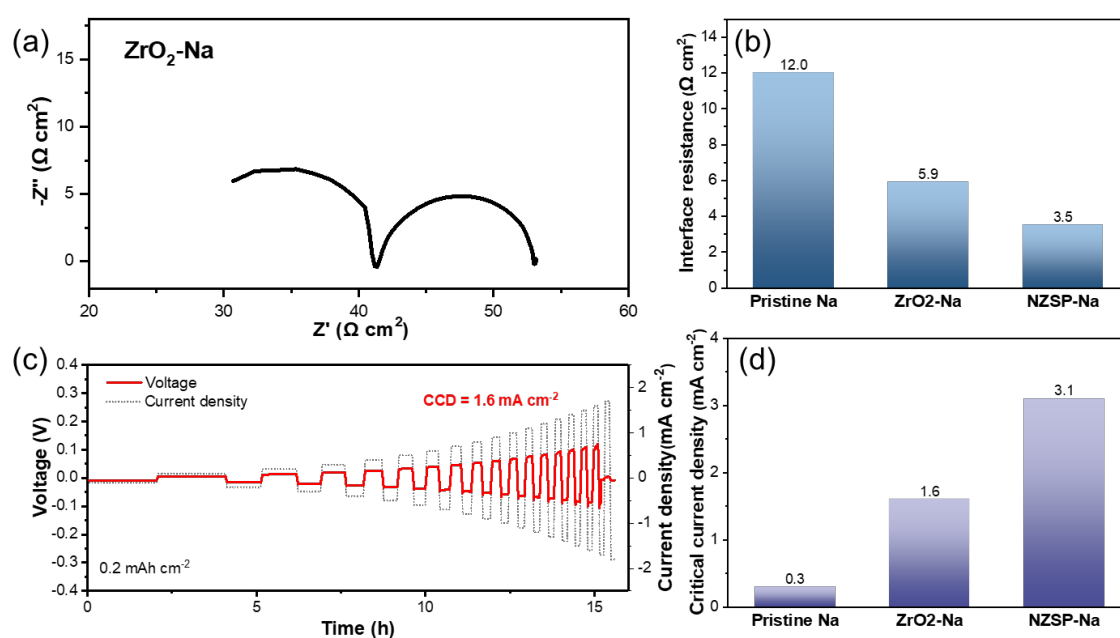 (a)
ZrO₂-Na
-Z" (Ω cm²)
15
10
5
0
20
30
40
50
60
Z' (Ω cm²)
(b)
Interface resistance (Ω cm²)
14
12
10
8
6
4
2
0
12.0
5.9
3.5
Pristine Na
ZrO2-Na
NZSP-Na
(c)
Voltage (V)
0.4
0.3
0.2
0.1
0.0
-0.1
-0.2
-0.3
-0.4
Voltage
Current density
CCD = 1.6 mA cm⁻²
0.2 mAh cm⁻²
2
1
0
-1
-2
Current density(mA cm⁻²)
0
5
10
15
Time (h)
(d)
Critical current density (mA cm⁻²)
4
3
2
1
0
0.3
1.6
3.1
Pristine Na
ZrO2-Na
NZSP-Na